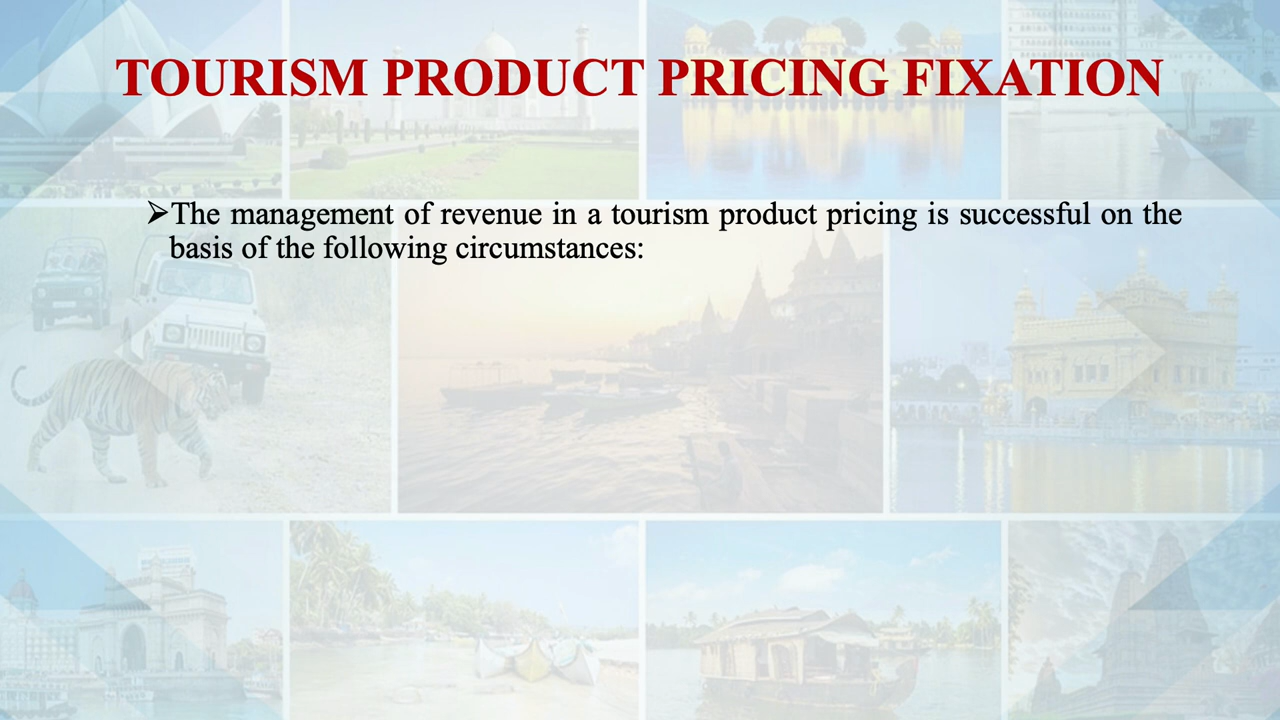 TOURISM PRODUCT PRICING FIXATION
➢The management of revenue in a tourism product pricing is successful on the
basis of the following circumstances: